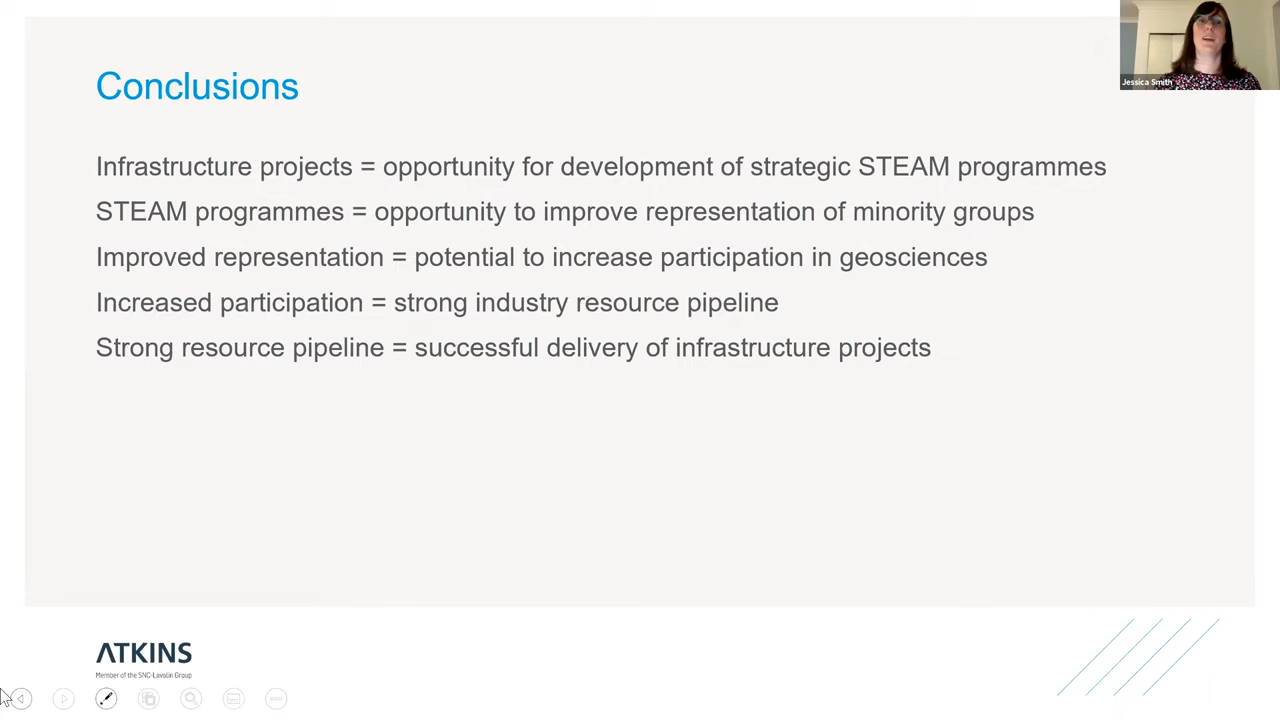 Conclusions
Jessica Smith
Infrastructure projects = opportunity for development of strategic STEAM programmes
STEAM programmes = opportunity to improve representation of minority groups
Improved representation = potential to increase participation in geosciences
Increased participation = strong industry resource pipeline
Strong resource pipeline = successful delivery of infrastructure projects
ATKINS
Member of the SNC-Lavalin Group